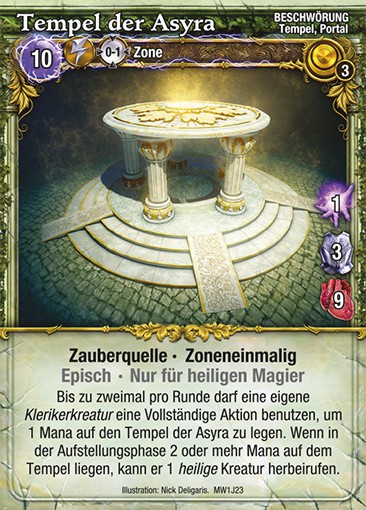 Tempel der Asyra
BESCHWÖRUNG
Tempel, Portal
10 0-1 Zone
3
1
3
9
Zauberquelle · Zoneneinmalig
Episch · Nur für heiligen Magier
Bis zu zweimal pro Runde darf eine eigene
Klerikerkreatur eine Vollständige Aktion benutzen, um
1 Mana auf den Tempel der Asyra zu legen. Wenn in
der Aufstellungsphase 2 oder mehr Mana auf dem
Tempel liegen, kann er 1 heilige Kreatur herbeirufen.
Illustration: Nick Deligaris. MW1J23